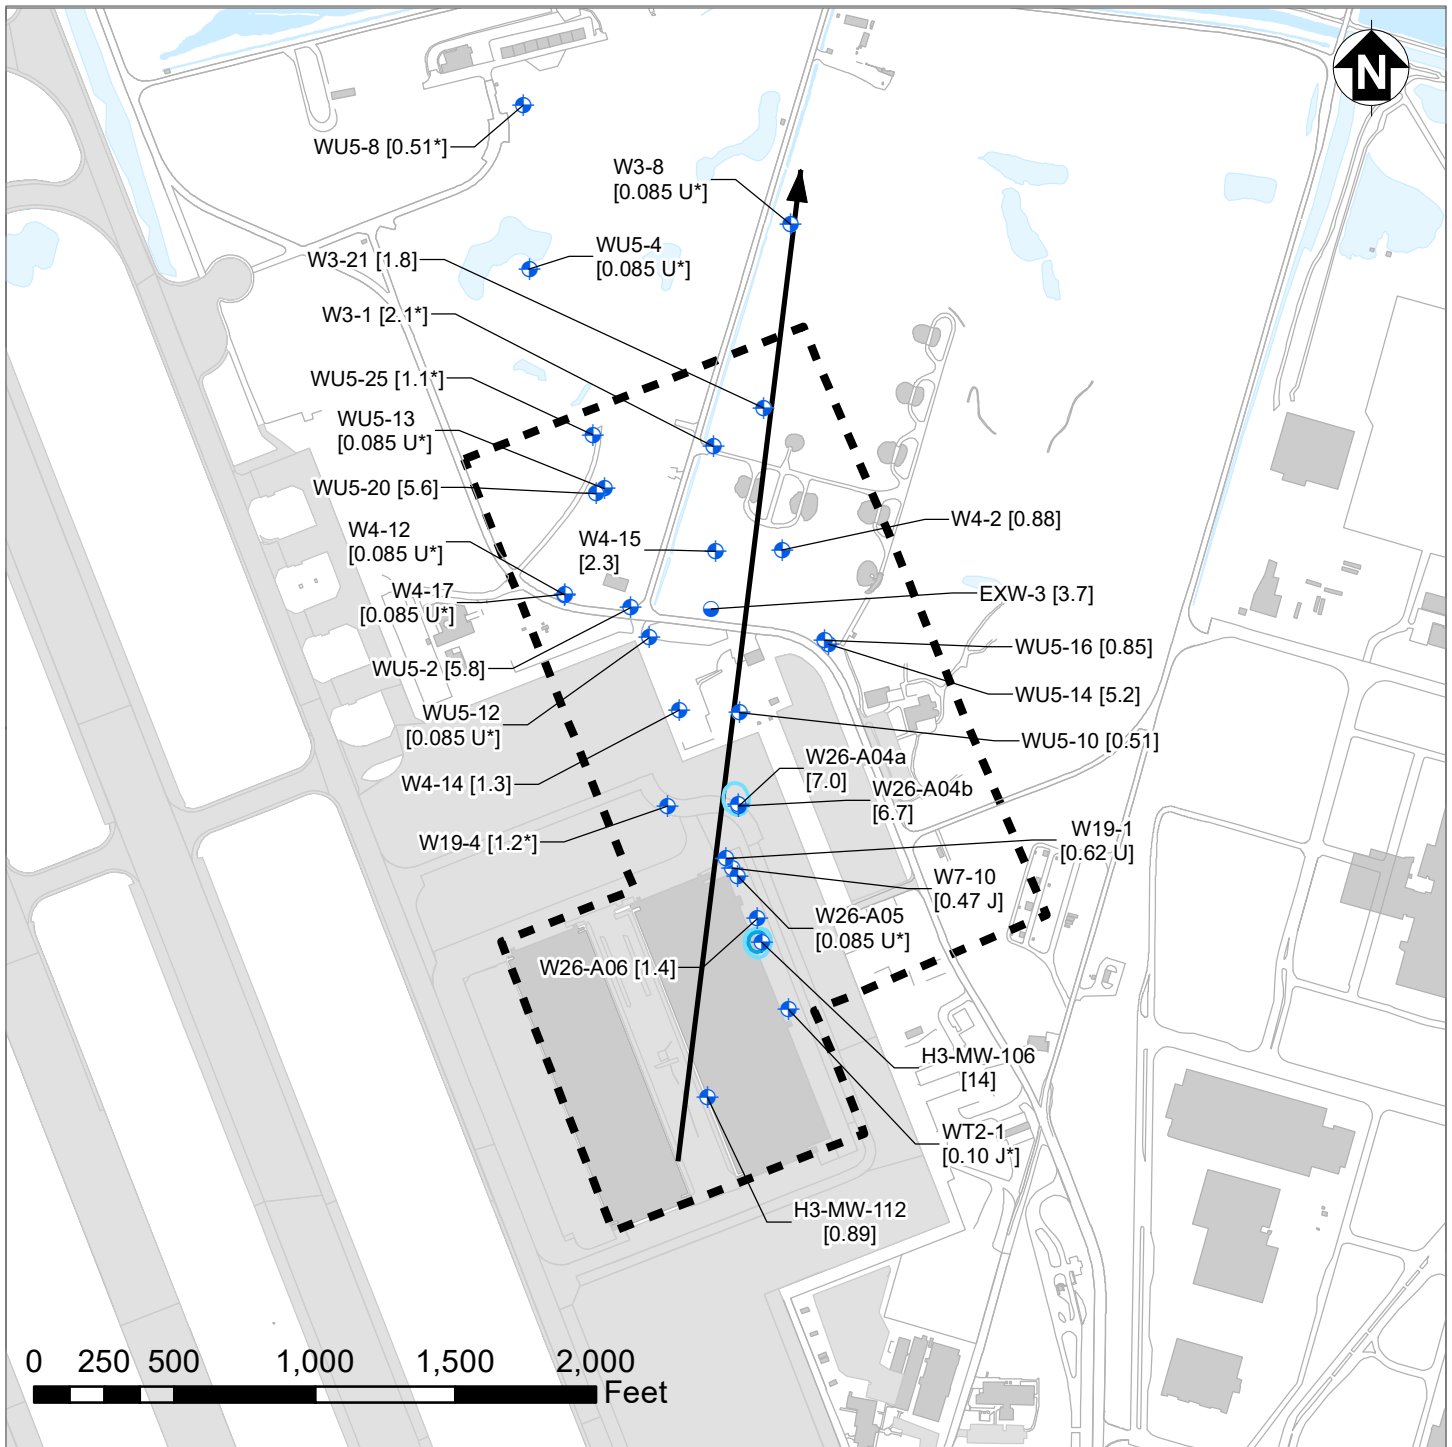 N
WU5-8 [0.51*]
W3-8
[0.085 U*]
WU5-4
[0.085 U*]
W3-21 [1.8]
W3-1 [2.1*]
WU5-25 [1.1*]
WU5-13
[0.085 U*]
WU5-20 [5.6]
W4-12
[0.085 U*]
W4-15
[2.3]
W4-2 [0.88]
W4-17
[0.085 U*]
EXW-3 [3.7]
WU5-16 [0.85]
WU5-2 [5.8]
WU5-14 [5.2]
WU5-12
[0.085 U*]
WU5-10 [0.51]
W4-14 [1.3]
W26-A04a
[7.0]
W26-A04b
[6.7]
W19-4 [1.2*]
W19-1
[0.62 U]
W7-10
[0.47 J]
W26-A05
[0.085 U*]
W26-A06 [1.4]
H3-MW-106
[14]
WT2-1
[0.10 J*]
H3-MW-112
[0.89]
0 250 500 1,000 1,500 2,000
Feet